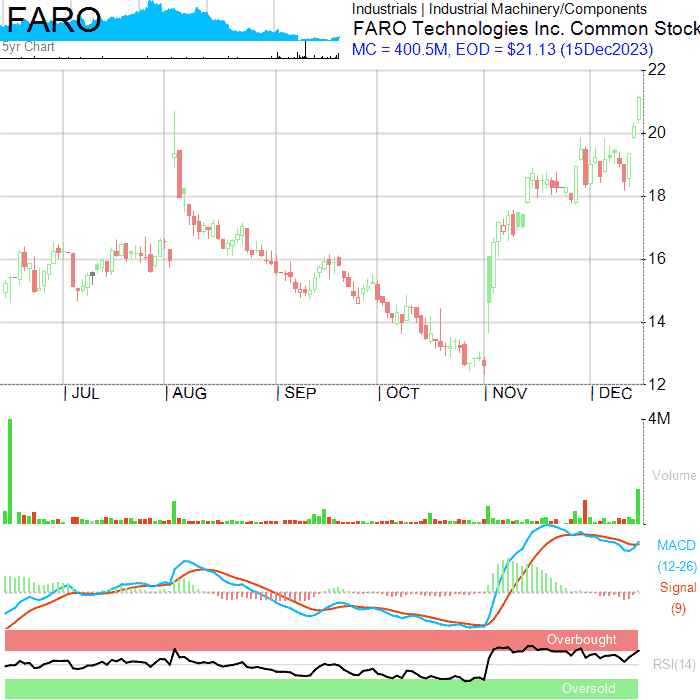 FARO
5yr Chart
Industrials | Industrial Machinery/Components
FARO Technologies Inc. Common Stock
MC = 400.5M, EOD = $21.13 (15Dec2023)
22
20
18
16
14
12
| JUL | AUG | SEP | OCT | NOV | DEC
4M
Volume
MACD
(12-26)
Signal
(9)
Overbought
RSI(14)
Oversold